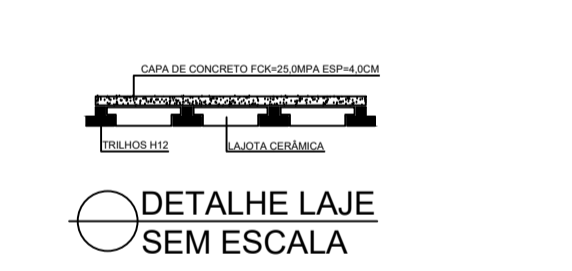 CAPA DE CONCRETO FCK=25,0MPA ESP=4,0CM
TRILHOS H12
LAJOTA CERÂMICA
DETALHE LAJE
SEM ESCALA